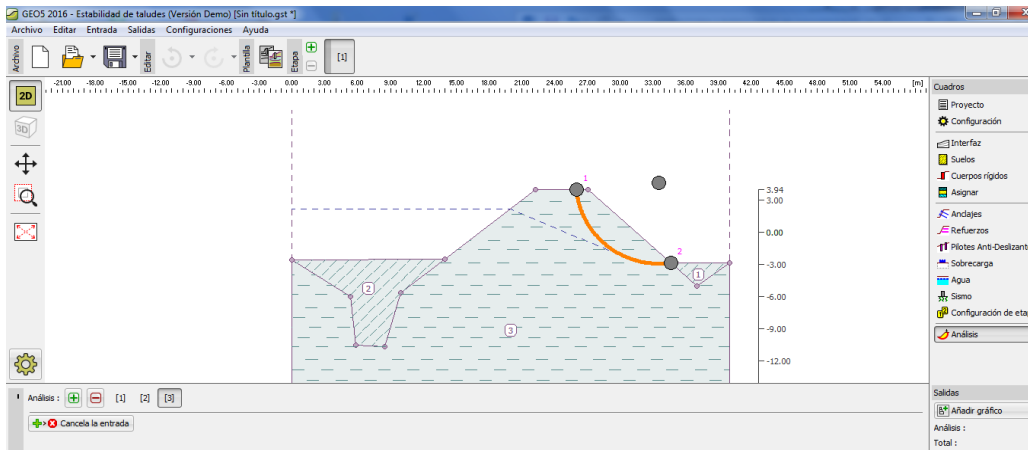 GEO5 2016 - Estabilidad de taludes (Versión Demo) [Sin título.gst *]
Archivo Editar Entrada Salidas Configuraciones Ayuda
Archivo
Editar
Plantilla
Etapa
[1]
-2000 -18.00 -15.00 -12.00 -9.00 -6.00 -3.00 0.00 3.00 6.00 9.00 12.00 15.00 18.00 21.00 24.00 27.00 30.00 33.00 36.00 39.00 42.00 45.00 48.00 51.00 54.00 [m]
2D
3D
1
2
3.94
3.00
0.00
-3.00
-6.00
-9.00
-12.00
2
1
3
Cuadros
Proyecto
Configuración
Interfaz
Suelos
Cuerpos rígidos
Asignar
Anclajes
Refuerzos
Pilotes Anti-Deslizante
Sobrecarga
Agua
Sismo
Configuración de etap
Análisis
Análisis : [1] [2] [3]
Cancela la entrada
Salidas
Añadir gráfico
Análisis :
Total :